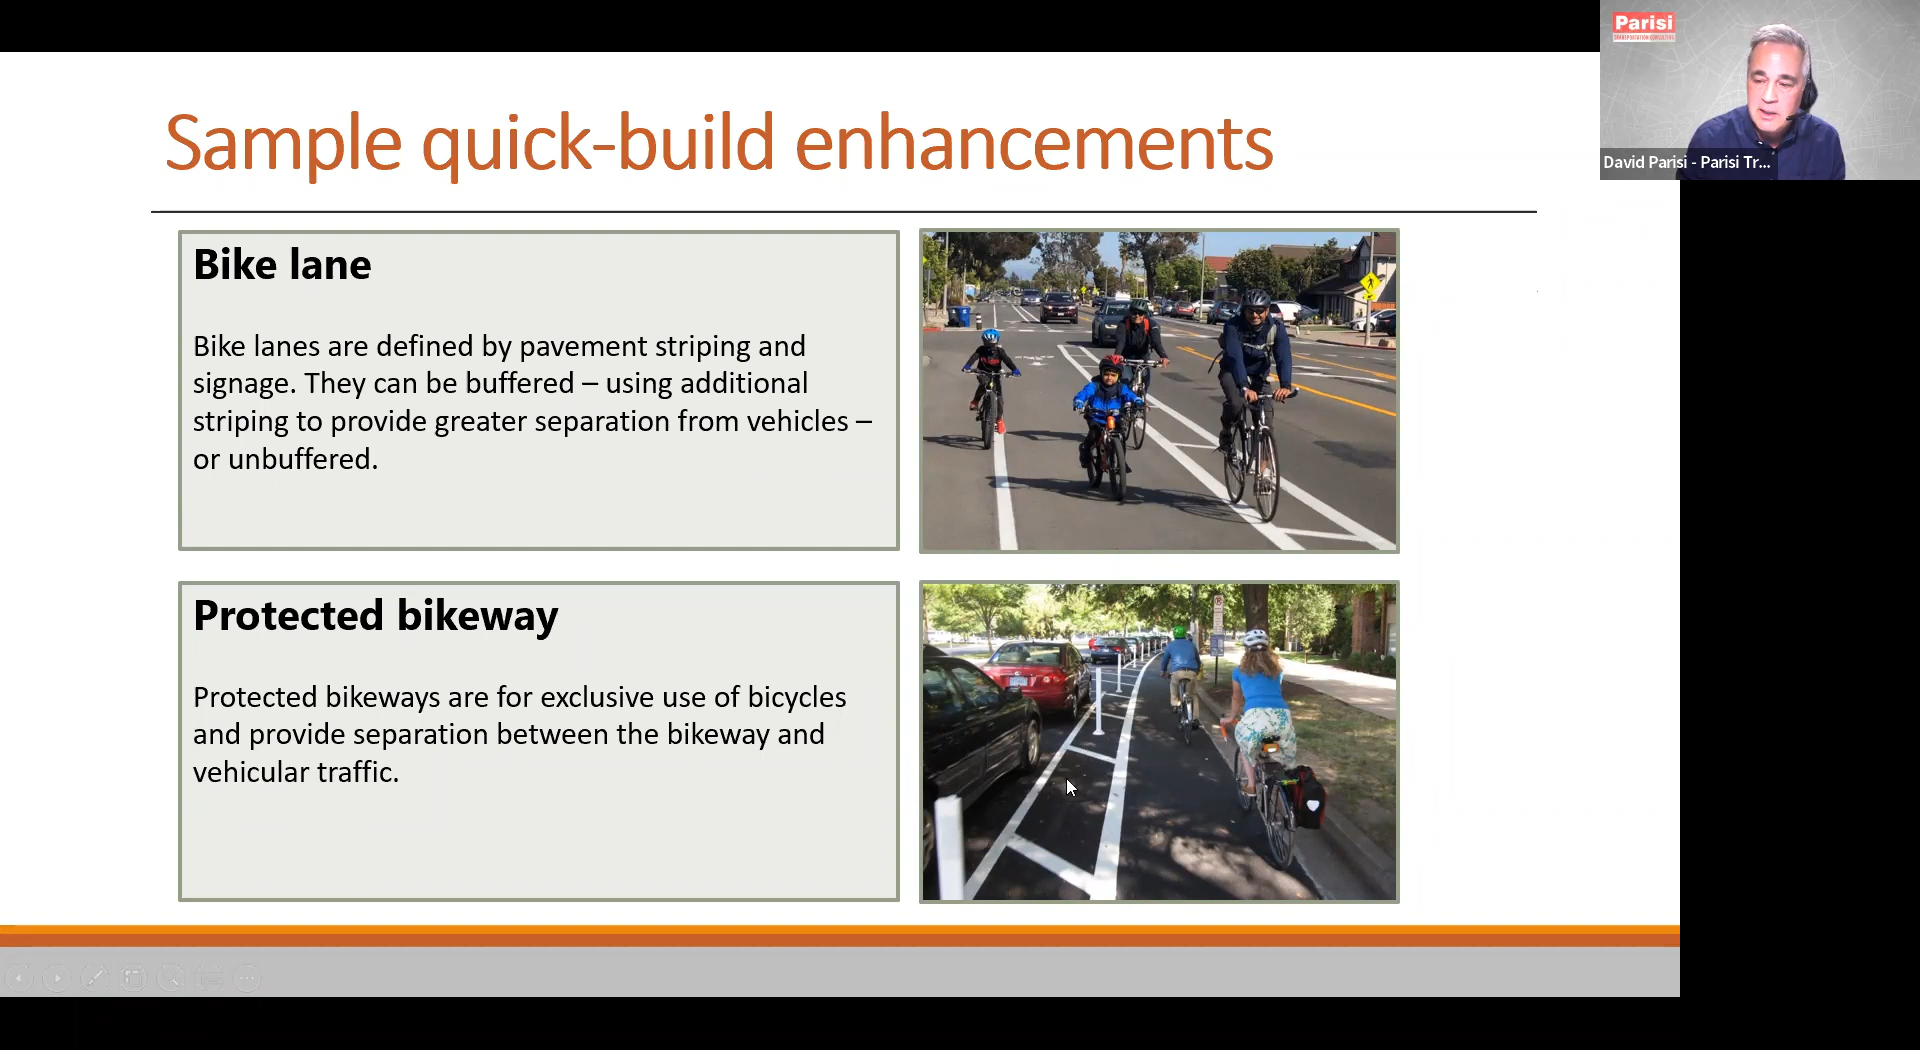 Parisi
TRANSPORTATION CONSULTING
David Parisi - Parisi Tr...
Sample quick-build enhancements
Bike lane
Bike lanes are defined by pavement striping and
signage. They can be buffered – using additional
striping to provide greater separation from vehicles –
or unbuffered.
Protected bikeway
Protected bikeways are for exclusive use of bicycles
and provide separation between the bikeway and
vehicular traffic.